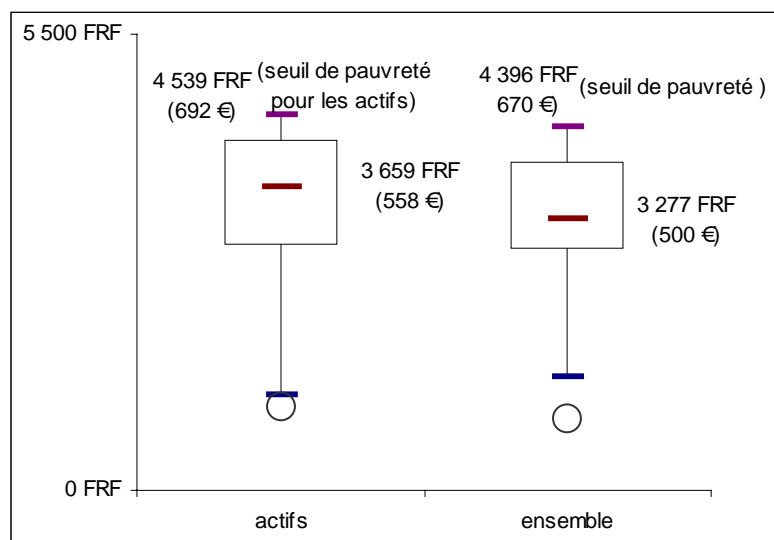 5 500 FRF
4 539 FRF (seuil de pauvreté
(692 €) pour les actifs)
4 396 FRF (seuil de pauvreté )
670 €)
3 659 FRF
(558 €)
3 277 FRF
(500 €)
0 FRF
actifs
ensemble